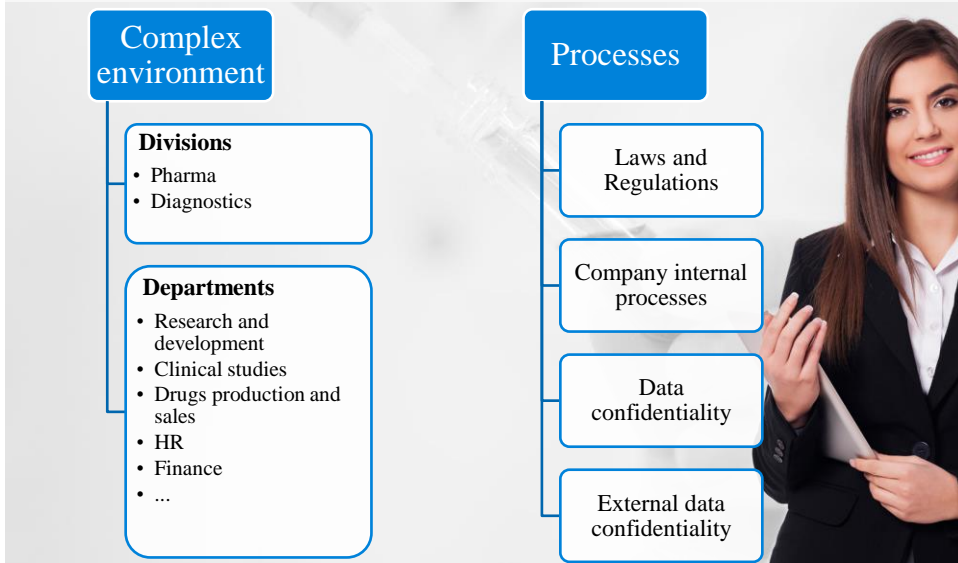 Complex
environment
Divisions
• Pharma
• Diagnostics
Departments
• Research and
development
• Clinical studies
• Drugs production and
sales
• HR
• Finance
• ...
Processes
Laws and
Regulations
Company internal
processes
Data
confidentiality
External data
confidentiality